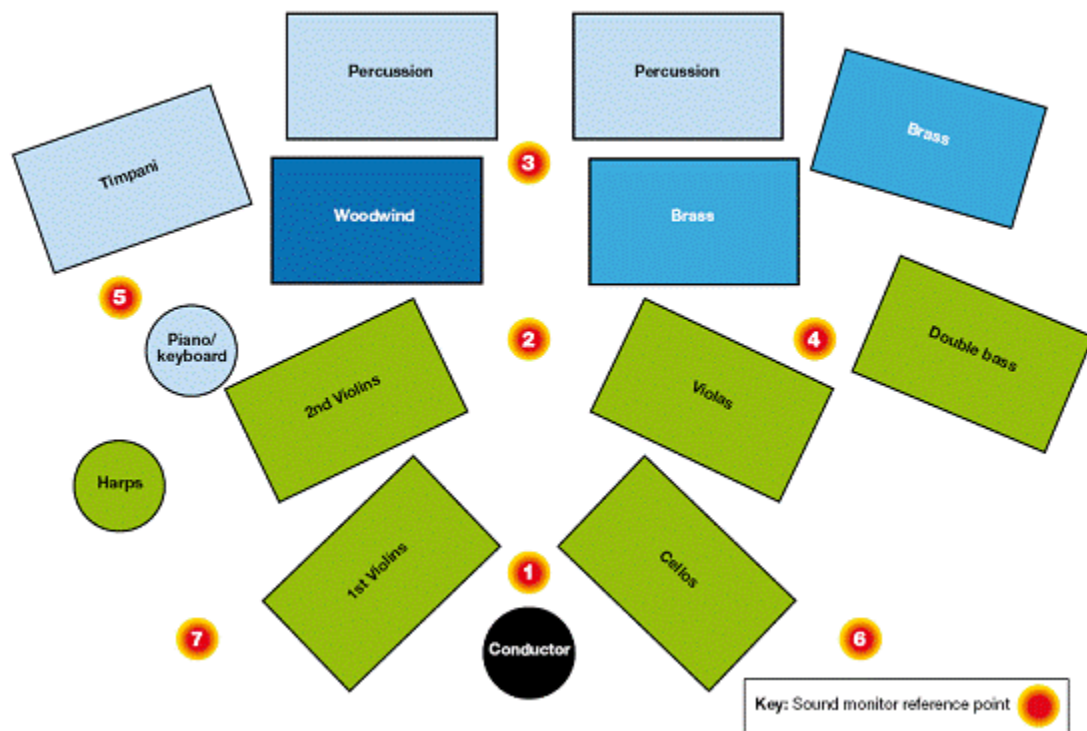 Percussion
Percussion
Brass
Timpani
3
Woodwind
Brass
5
Piano/
keyboard
2
4
Double bass
2nd Violins
Violas
Harps
1st Violins
1
Cellos
7
Conductor
6
Key: Sound monitor reference point